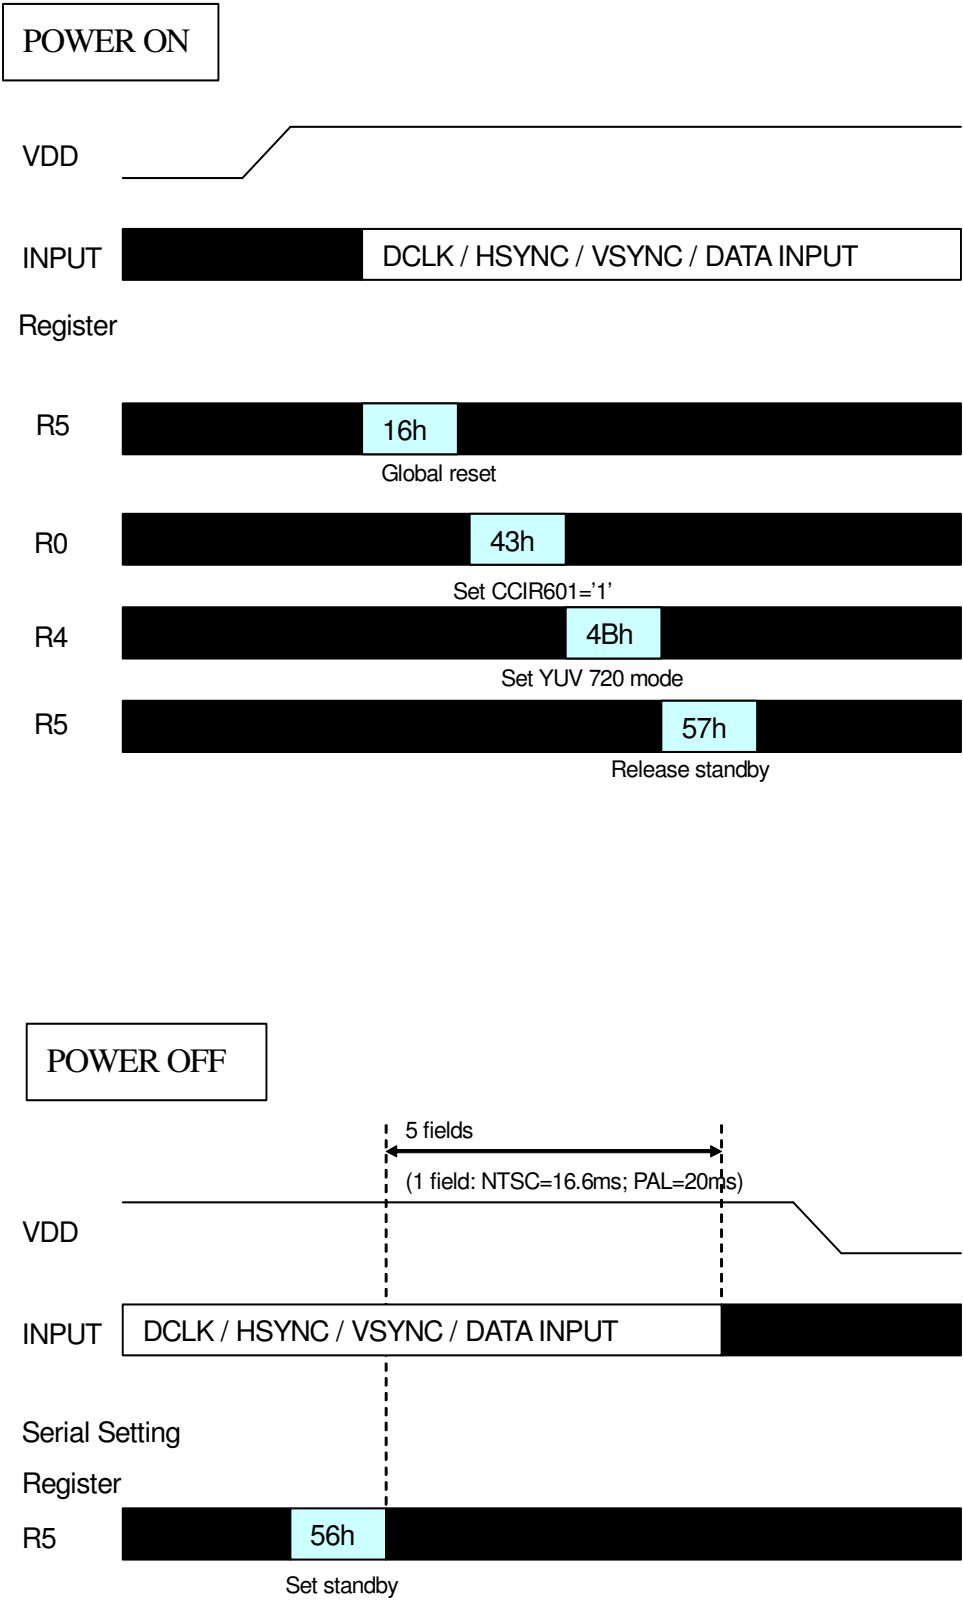 POWER ON
VDD
INPUT DCLK / HSYNC / VSYNC / DATA INPUT
Register
R5 16h
Global reset
R0 43h
Set CCIR601='1'
R4 4Bh
Set YUV 720 mode
R5 57h
Release standby
POWER OFF
5 fields
(1 field: NTSC=16.6ms; PAL=20ms)
VDD
INPUT DCLK / HSYNC / VSYNC / DATA INPUT
Serial Setting
Register
R5 56h
Set standby